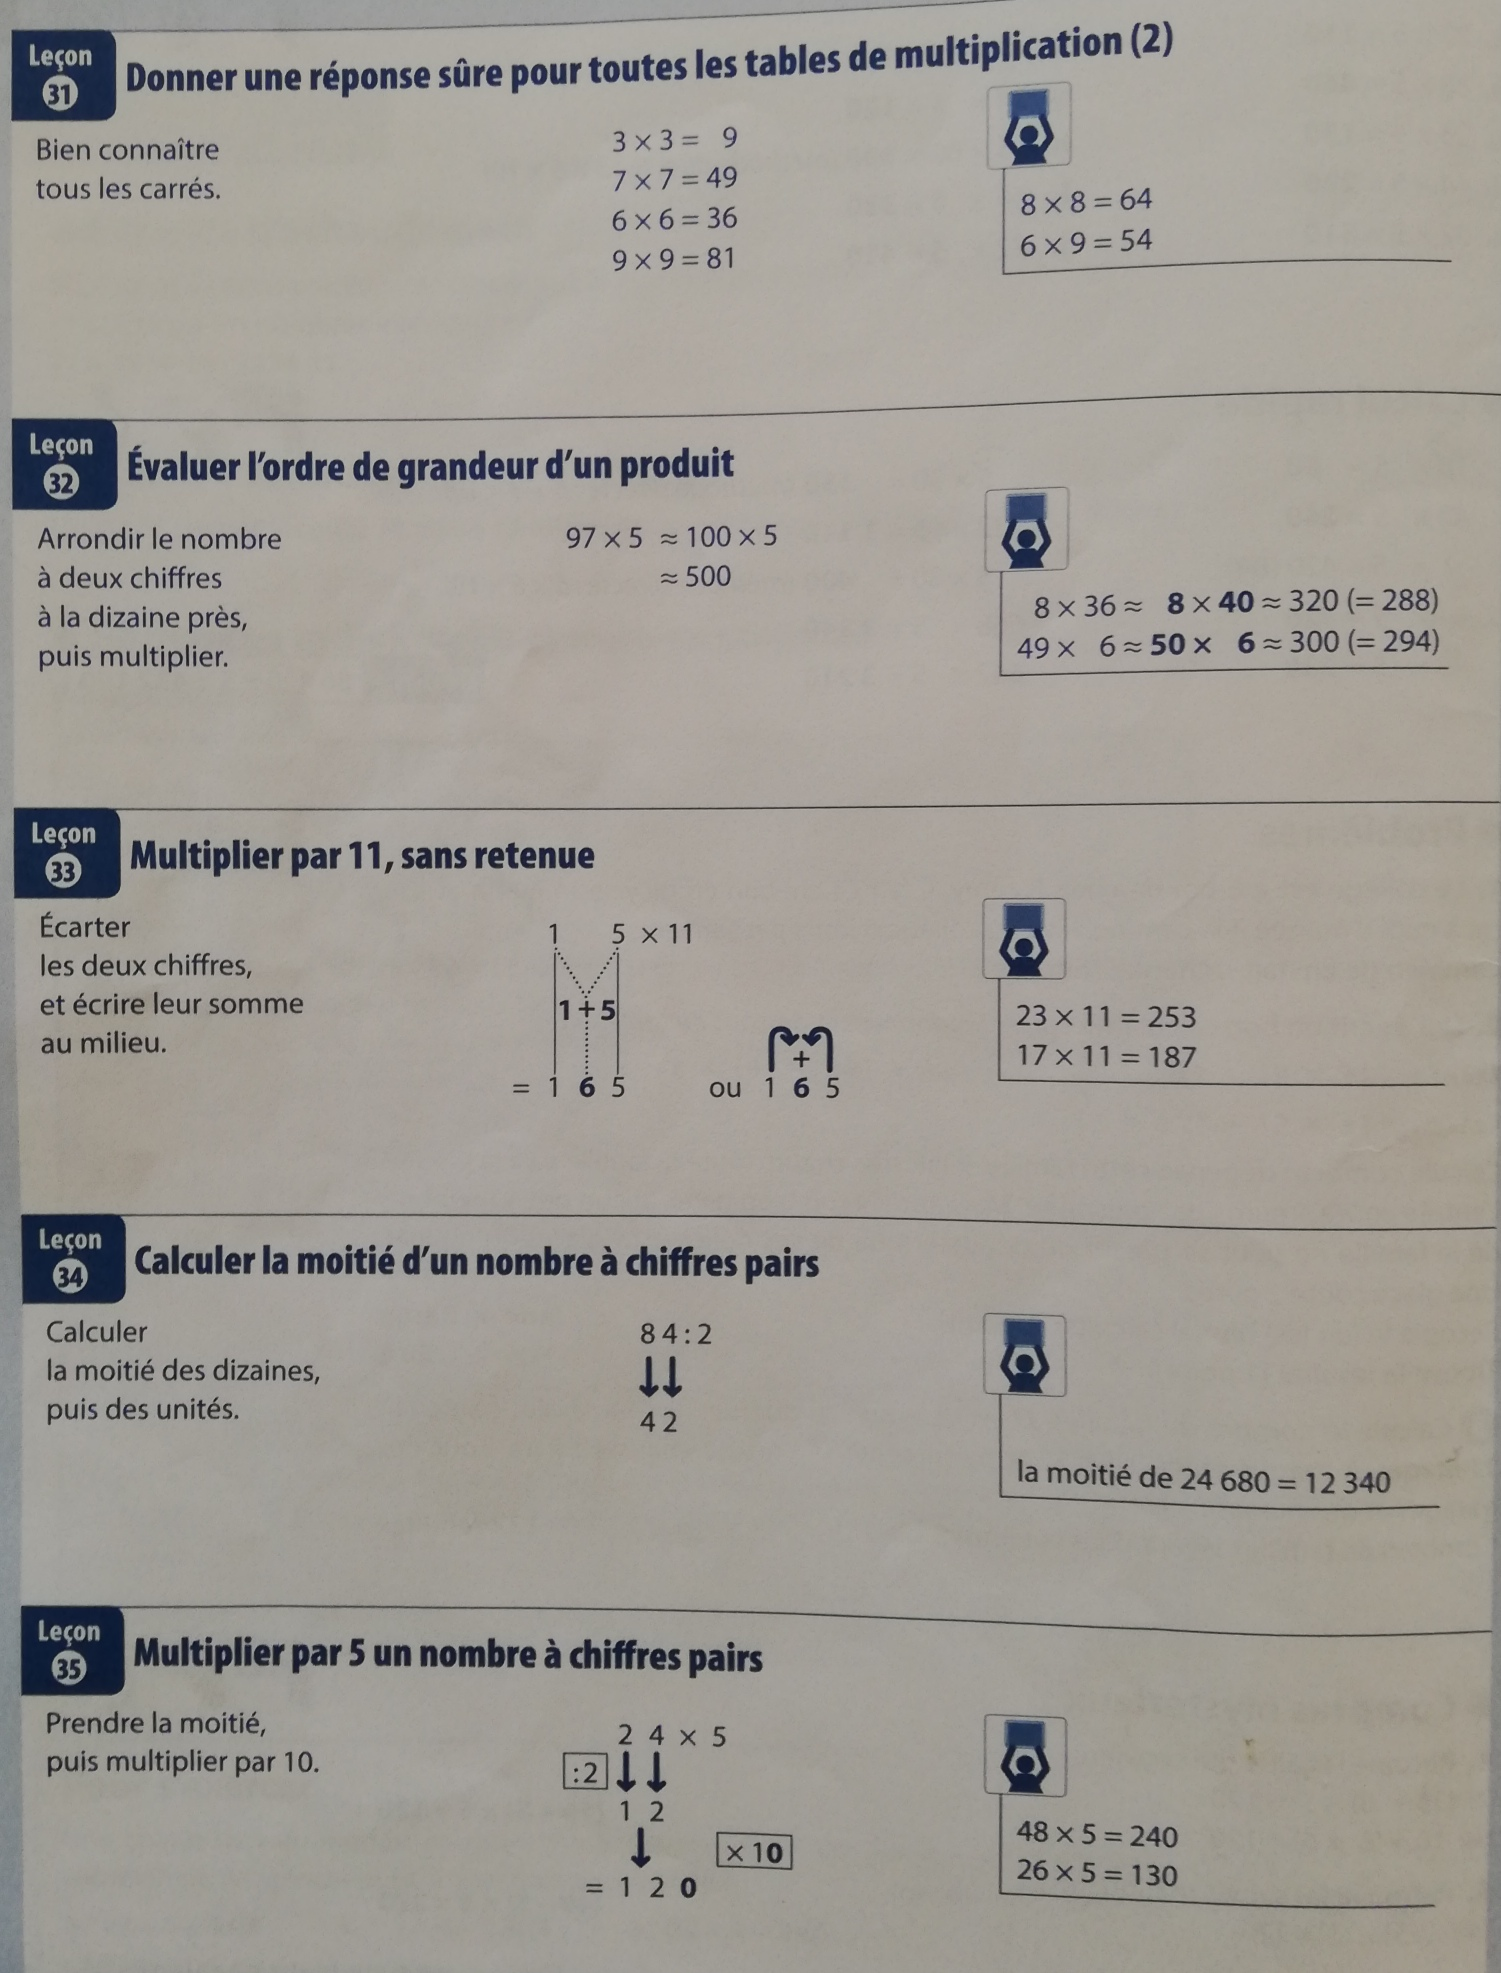 Leçon
31
Donner une réponse sûre pour toutes les tables de multiplication (2)
Bien connaître
tous les carrés.
3 × 3 = 9
7 × 7 = 49
6 × 6 = 36
9 × 9 = 81
8 × 8 = 64
6 × 9 = 54
Leçon
32
Évaluer l'ordre de grandeur d'un produit
Arrondir le nombre
à deux chiffres
à la dizaine près,
puis multiplier.
97 × 5 ≈ 100 × 5
≈ 500
8 × 36 ≈ 8 × 40 ≈ 320 (= 288)
49 × 6 ≈ 50 × 6 ≈ 300 (= 294)
Leçon
33
Multiplier par 11, sans retenue
Écarter
les deux chiffres,
et écrire leur somme
au milieu.
1 5 × 11
1 + 5
= 1 6 5
+
ou 1 6 5
23 × 11 = 253
17 × 11 = 187
Leçon
34
Calculer la moitié d'un nombre à chiffres pairs
Calculer
la moitié des dizaines,
puis des unités.
8 4 : 2
4 2
la moitié de 24 680 = 12 340
Leçon
35
Multiplier par 5 un nombre à chiffres pairs
Prendre la moitié,
puis multiplier par 10.
2 4 × 5
:2
1 2
× 10
= 1 2 0
48 × 5 = 240
26 × 5 = 130